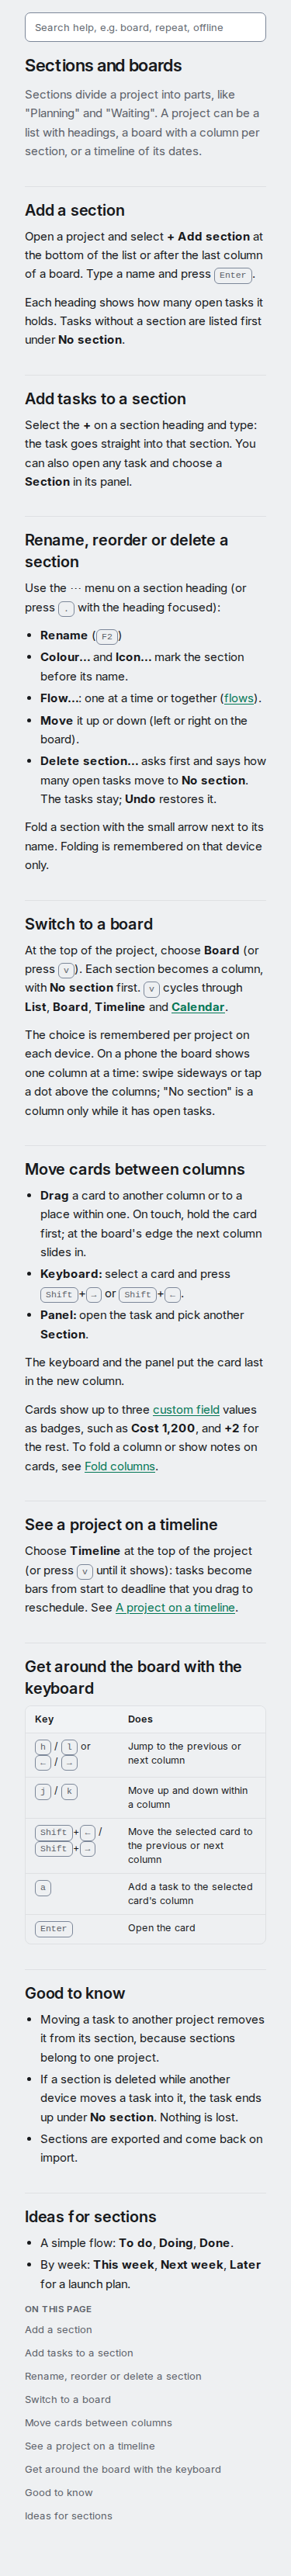 Search help, e.g. board, repeat, offline
Sections and boards
Sections divide a project into parts, like
"Planning" and "Waiting". A project can be a
list with headings, a board with a column per
section, or a timeline of its dates.
Add a section
Open a project and select + Add section at
the bottom of the list or after the last column
of a board. Type a name and press Enter.
Each heading shows how many open tasks it
holds. Tasks without a section are listed first
under No section.
Add tasks to a section
Select the + on a section heading and type:
the task goes straight into that section. You
can also open any task and choose a
Section in its panel.
Rename, reorder or delete a
section
Use the ··· menu on a section heading (or
press . with the heading focused):
• Rename (F2)
• Colour... and Icon... mark the section
before its name.
• Flow...: one at a time or together (flows).
• Move it up or down (left or right on the
board).
• Delete section... asks first and says how
many open tasks move to No section.
The tasks stay; Undo restores it.
Fold a section with the small arrow next to its
name. Folding is remembered on that device
only.
Switch to a board
At the top of the project, choose Board (or
press v). Each section becomes a column,
with No section first. v cycles through
List, Board, Timeline and Calendar.
The choice is remembered per project on
each device. On a phone the board shows
one column at a time: swipe sideways or tap
a dot above the columns; "No section" is a
column only while it has open tasks.
Move cards between columns
• Drag a card to another column or to a
place within one. On touch, hold the card
first; at the board's edge the next column
slides in.
• Keyboard: select a card and press
Shift+→ or Shift+←.
• Panel: open the task and pick another
Section.
The keyboard and the panel put the card last
in the new column.
Cards show up to three custom field values
as badges, such as Cost 1,200, and +2 for
the rest. To fold a column or show notes on
cards, see Fold columns.
See a project on a timeline
Choose Timeline at the top of the project
(or press v until it shows): tasks become
bars from start to deadline that you drag to
reschedule. See A project on a timeline.
Get around the board with the
keyboard
Key Does
h / l or Jump to the previous or
← / → next column
j / k Move up and down within
a column
Shift+← / Move the selected card to
Shift+→ the previous or next
column
a Add a task to the selected
card's column
Enter Open the card
Good to know
• Moving a task to another project removes
it from its section, because sections
belong to one project.
• If a section is deleted while another
device moves a task into it, the task ends
up under No section. Nothing is lost.
• Sections are exported and come back on
import.
Ideas for sections
• A simple flow: To do, Doing, Done.
• By week: This week, Next week, Later
for a launch plan.
ON THIS PAGE
Add a section
Add tasks to a section
Rename, reorder or delete a section
Switch to a board
Move cards between columns
See a project on a timeline
Get around the board with the keyboard
Good to know
Ideas for sections